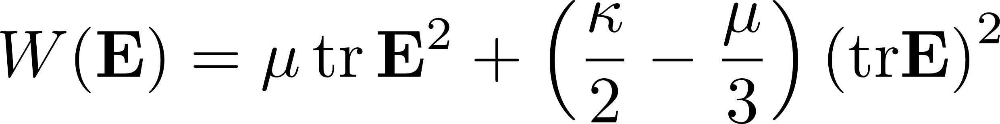 W(𝐄) = μ tr 𝐄² + (κ/2 − μ/3) (tr𝐄)²